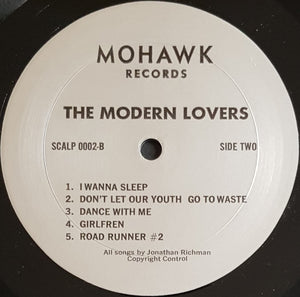 MOHAWK
RECORDS
THE MODERN LOVERS
SCALP 0002-B SIDE TWO
1. I WANNA SLEEP
2. DON'T LET OUR YOUTH GO TO WASTE
3. DANCE WITH ME
4. GIRLFREN
5. ROAD RUNNER #2
All songs by Jonathan Richman
Copyright Control